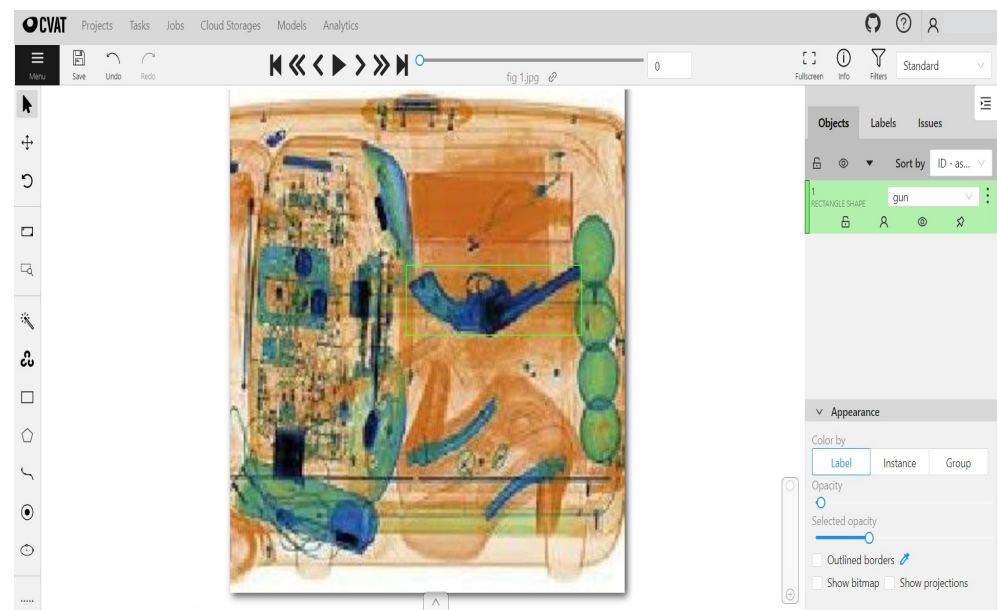 CVAT Projects Tasks Jobs Cloud Storages Models Analytics
Menu Save Undo Redo fig 1.jpg 0 Fullscreen Info Filters Standard
Objects Labels Issues
Sort by ID - as...
1
RECTANGLE SHAPE gun
Appearance
Color by
Label Instance Group
Opacity
Selected opacity
Outlined borders
Show bitmap Show projections